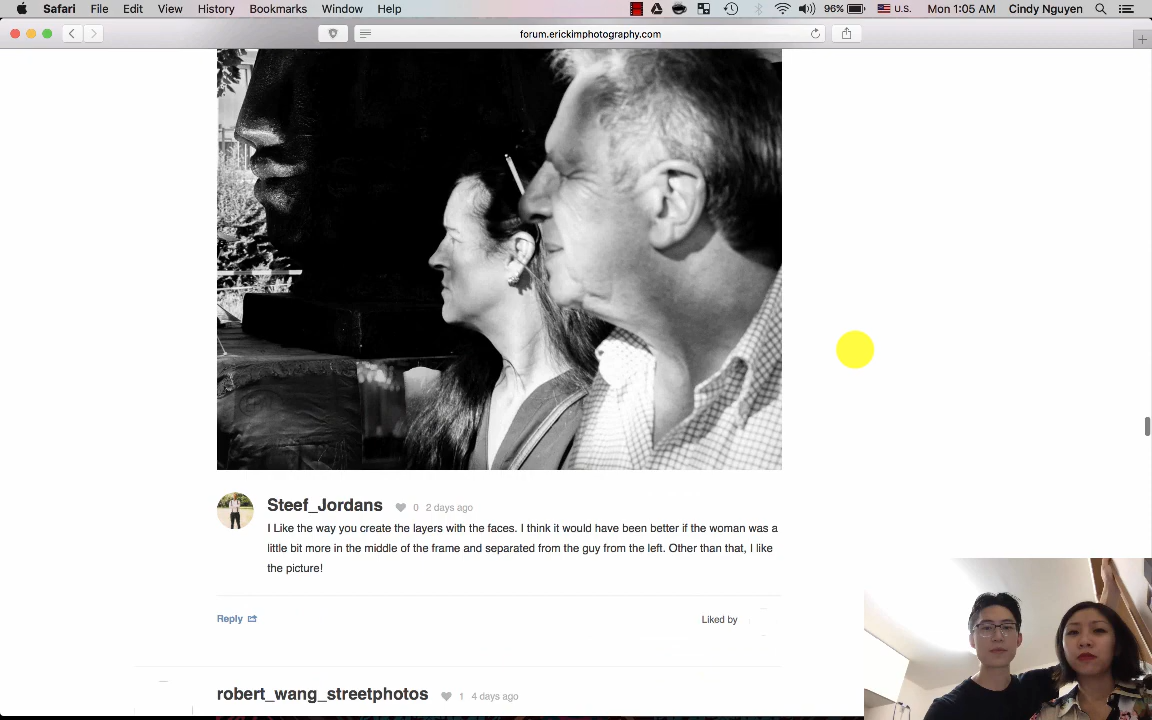 Safari File Edit View History Bookmarks Window Help 96% U.S. Mon 1:05 AM Cindy Nguyen
forum.erickimphotography.com
Steef_Jordans 0 2 days ago
I Like the way you create the layers with the faces. I think it would have been better if the woman was a
little bit more in the middle of the frame and separated from the guy from the left. Other than that, I like
the picture!
Reply Liked by
robert_wang_streetphotos 1 4 days ago